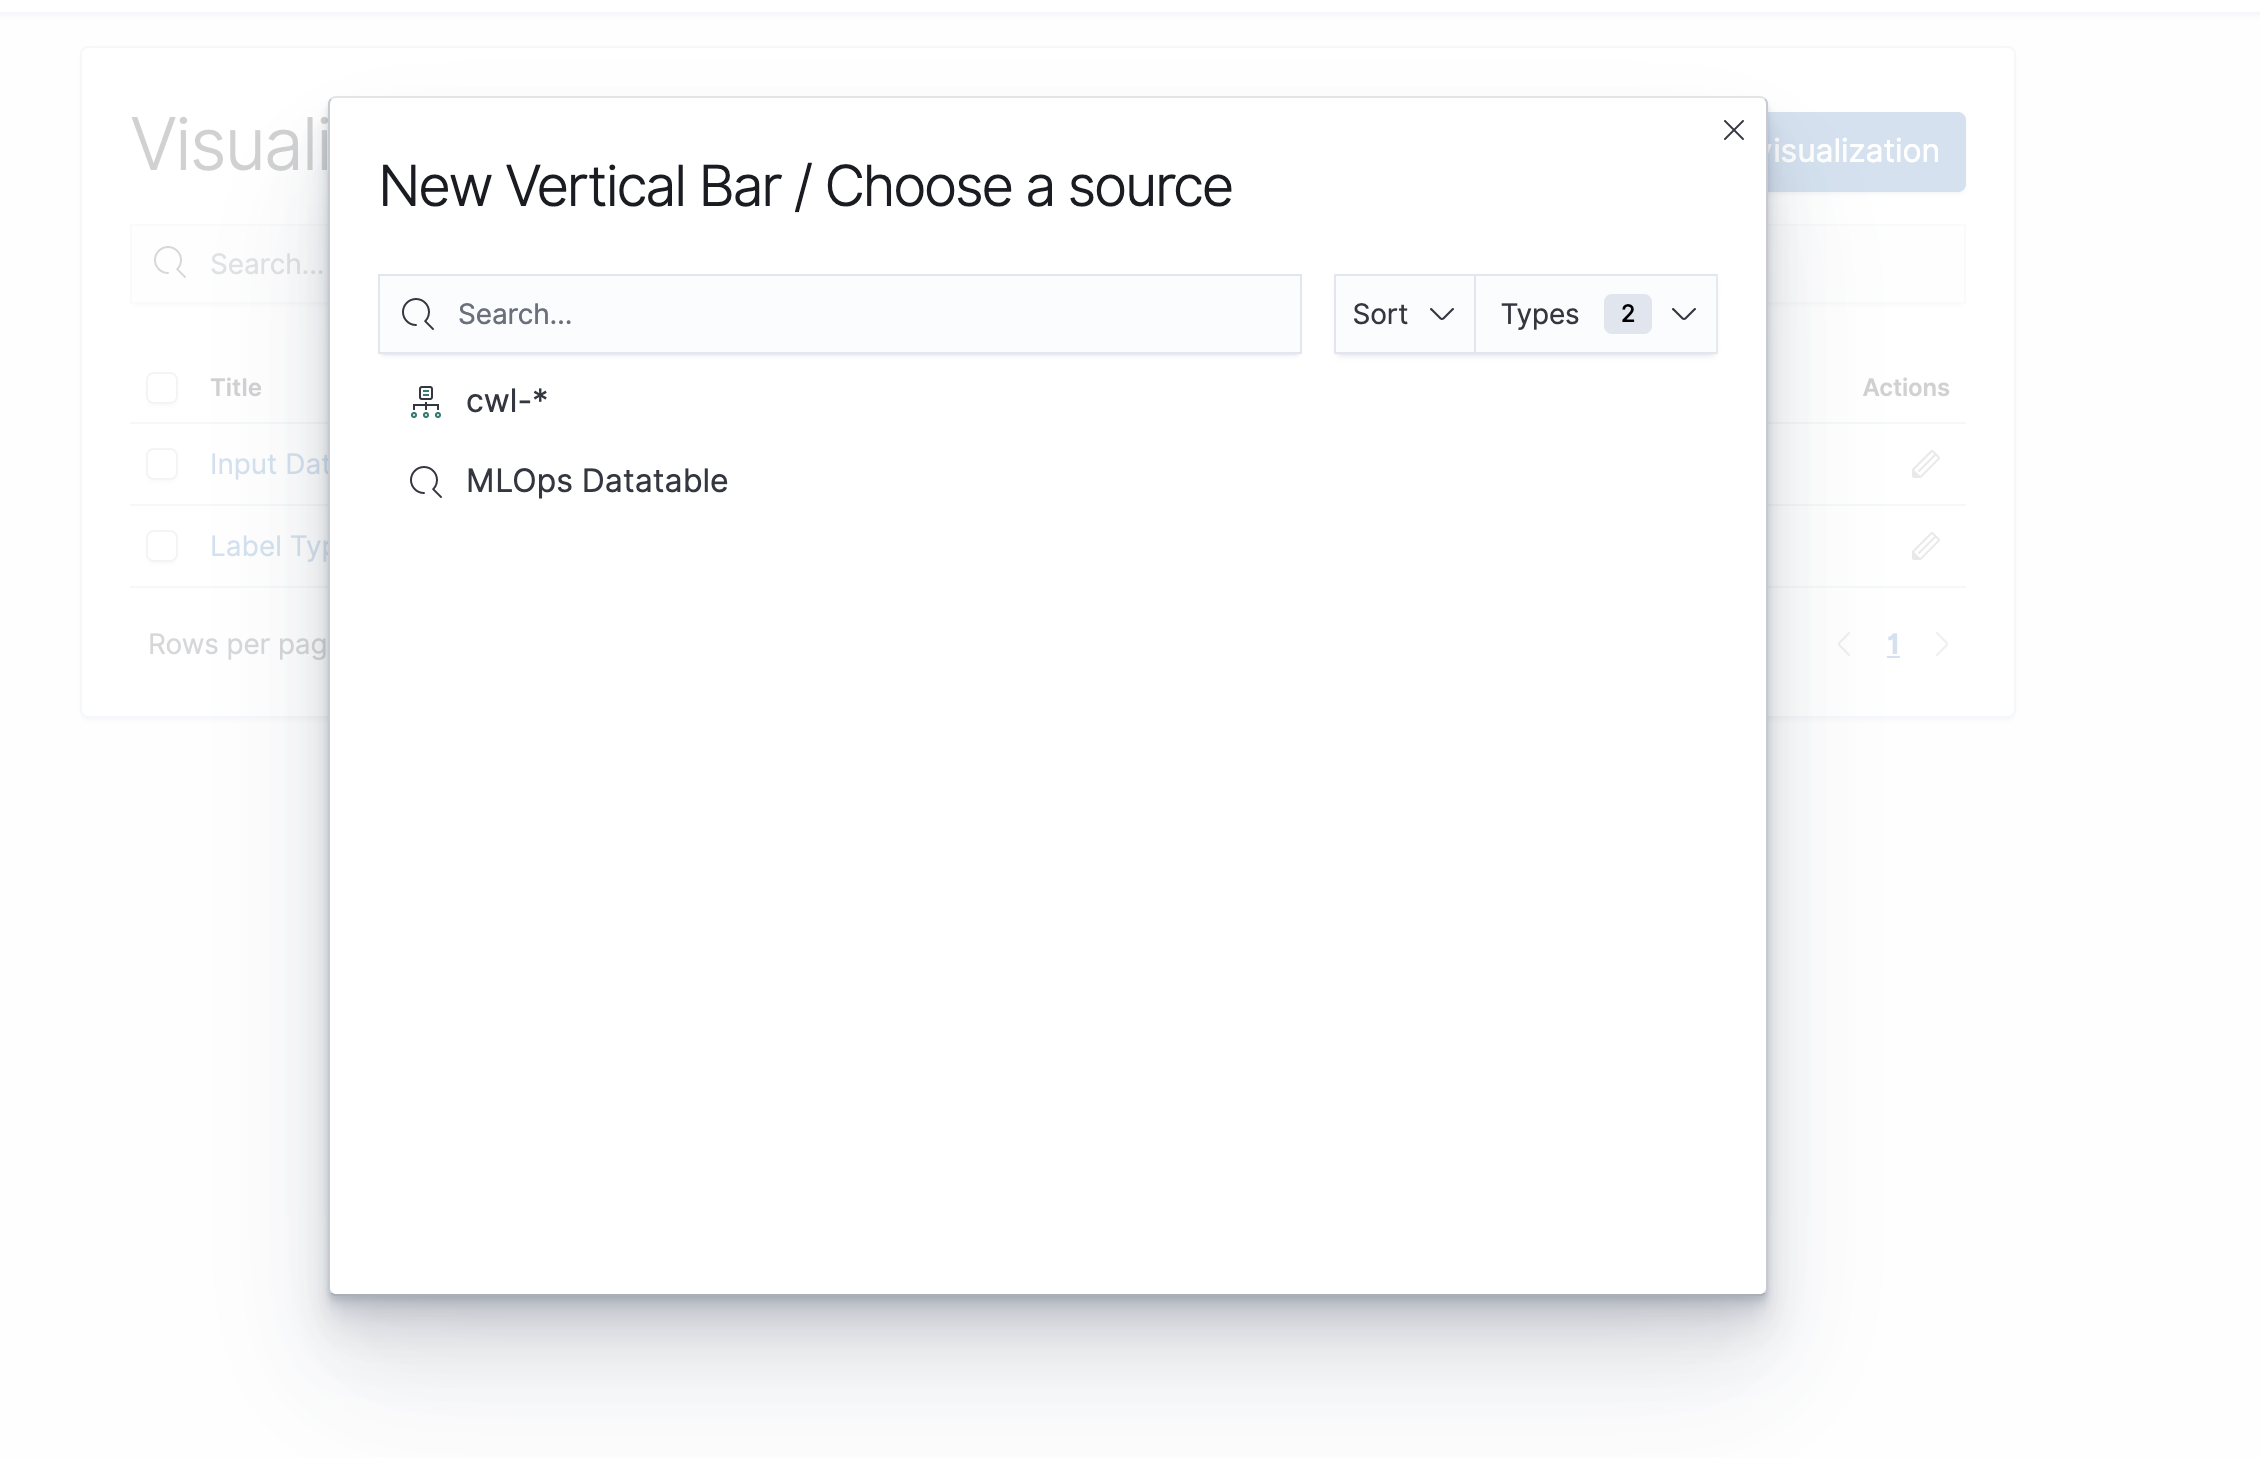 Visuali
isualization
New Vertical Bar / Choose a source
Search...
Search...
Sort
Types 2
Title
Actions
cwl-*
Input Dat
MLOps Datatable
Label Typ
Rows per pag
1